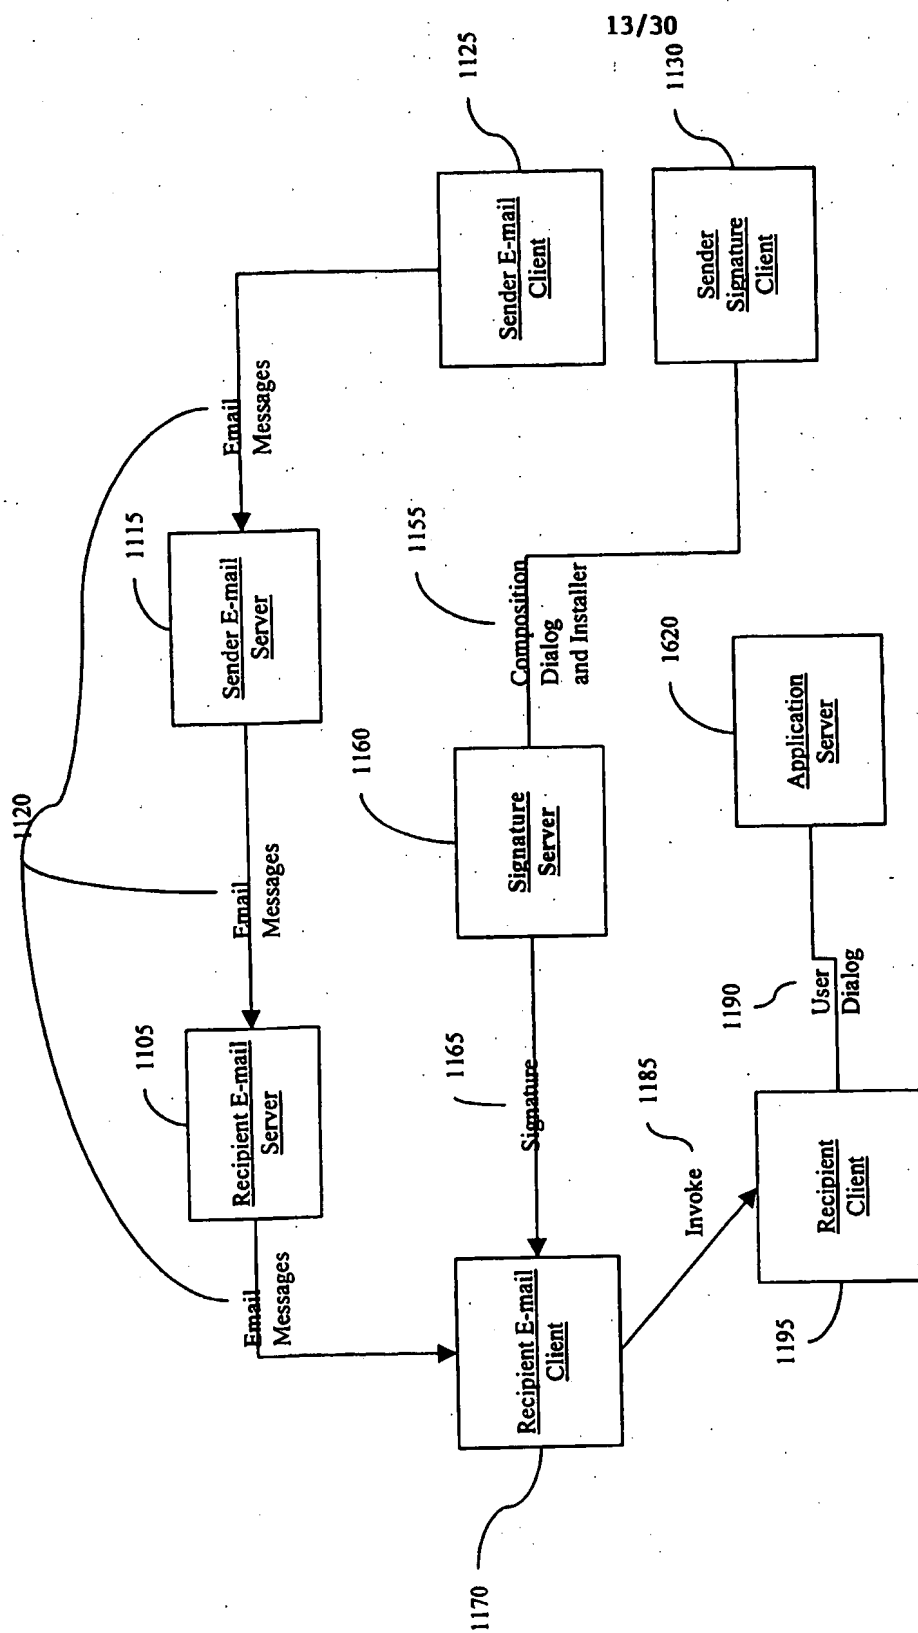 13/30
1120
Email
Messages
Email
Messages
Email
Messages
1105
Recipient E-mail
Server
1115
Sender E-mail
Server
1125
Sender E-mail
Client
1170
Recipient E-mail
Client
1165
Signature
1160
Signature
Server
1155
Composition
Dialog
and Installer
1130
Sender
Signature
Client
1185
Invoke
1195
Recipient
Client
1190
User
Dialog
1620
Application
Server